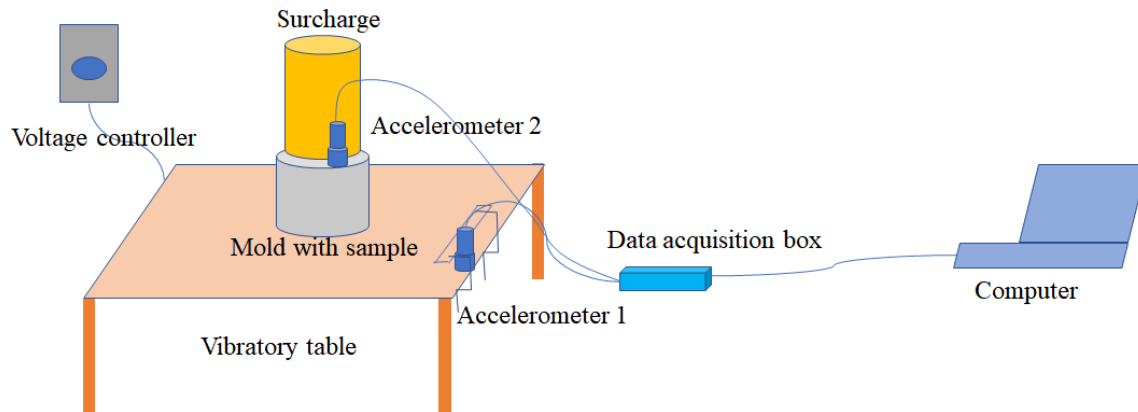 Surcharge
Voltage controller
Accelerometer 2
Mold with sample
Data acquisition box
Computer
Accelerometer 1
Vibratory table